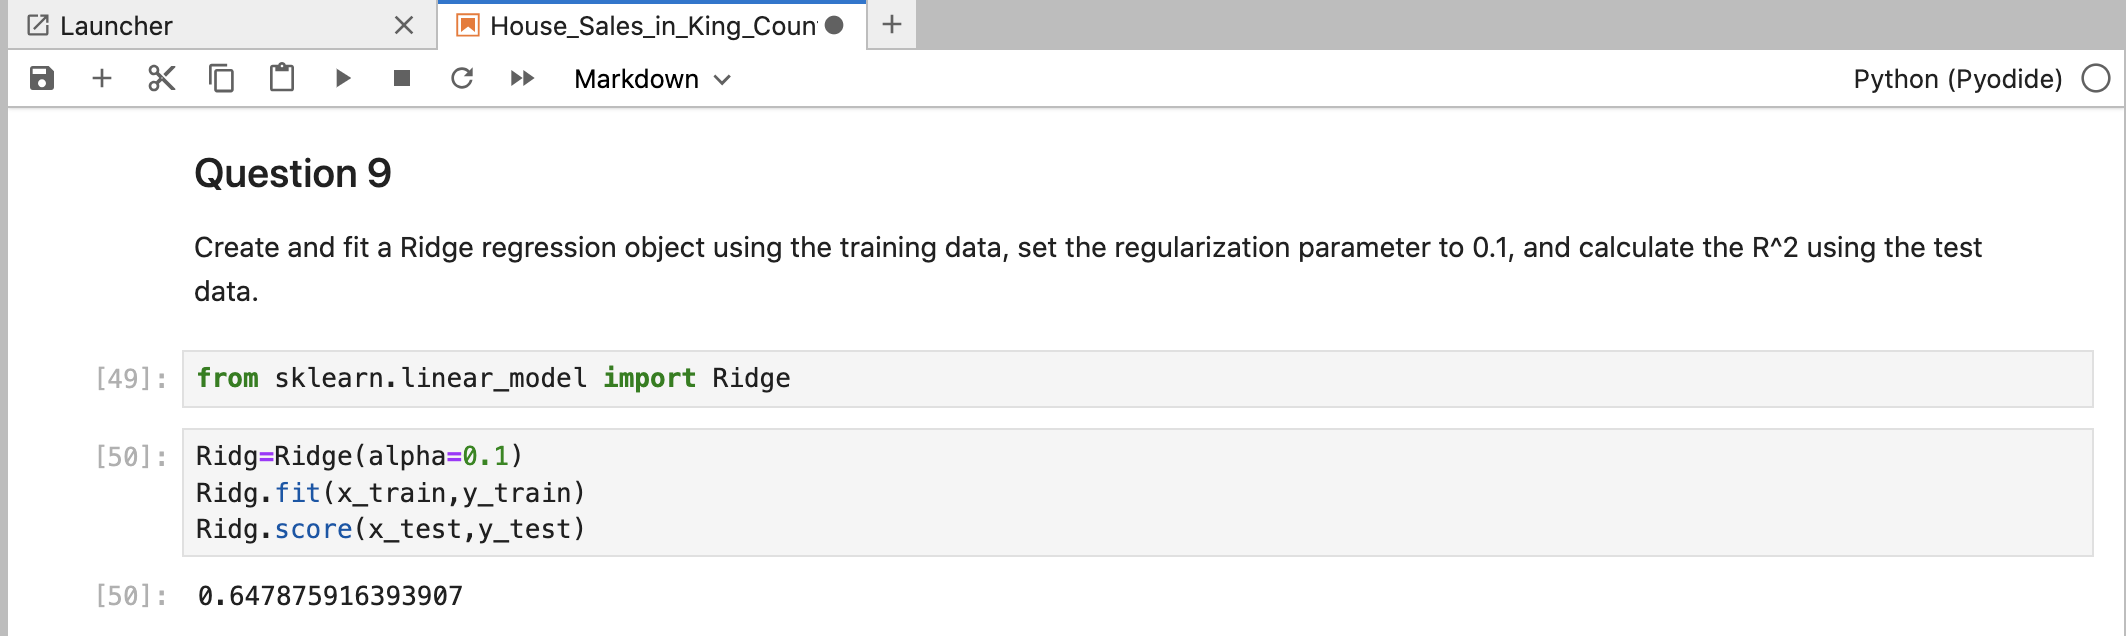 Launcher
House_Sales_in_King_Coun
Markdown
Python (Pyodide)
Question 9
Create and fit a Ridge regression object using the training data, set the regularization parameter to 0.1, and calculate the R^2 using the test
data.
[49]: from sklearn.linear_model import Ridge
[50]: Ridg=Ridge(alpha=0.1)
Ridg.fit(x_train,y_train)
Ridg.score(x_test,y_test)
[50]: 0.647875916393907